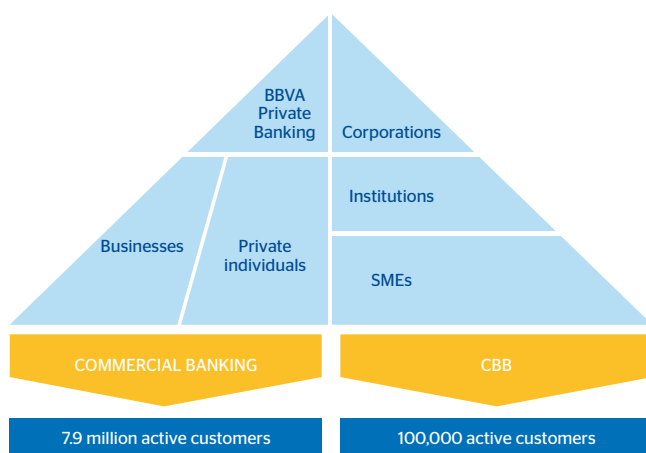 BBVA
Private
Banking
Corporations
Businesses
Private
individuals
Institutions
SMEs
COMMERCIAL BANKING
CBB
7.9 million active customers
100,000 active customers